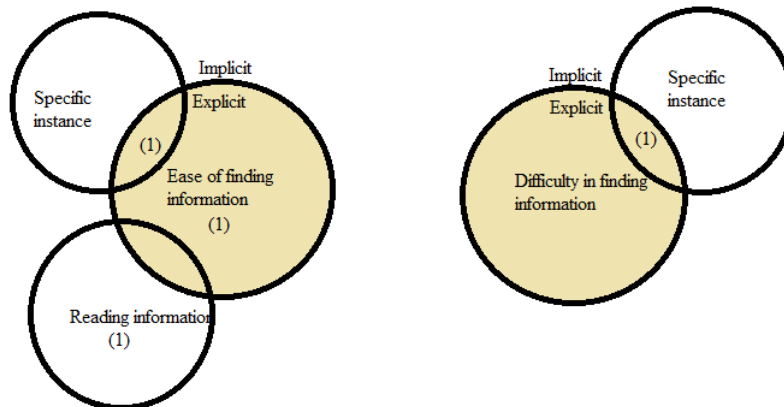 Implicit
Specific
instance
Explicit
(1)
Ease of finding
information
(1)
Reading information
(1)
Implicit
Specific
instance
Explicit
(1)
Difficulty in finding
information